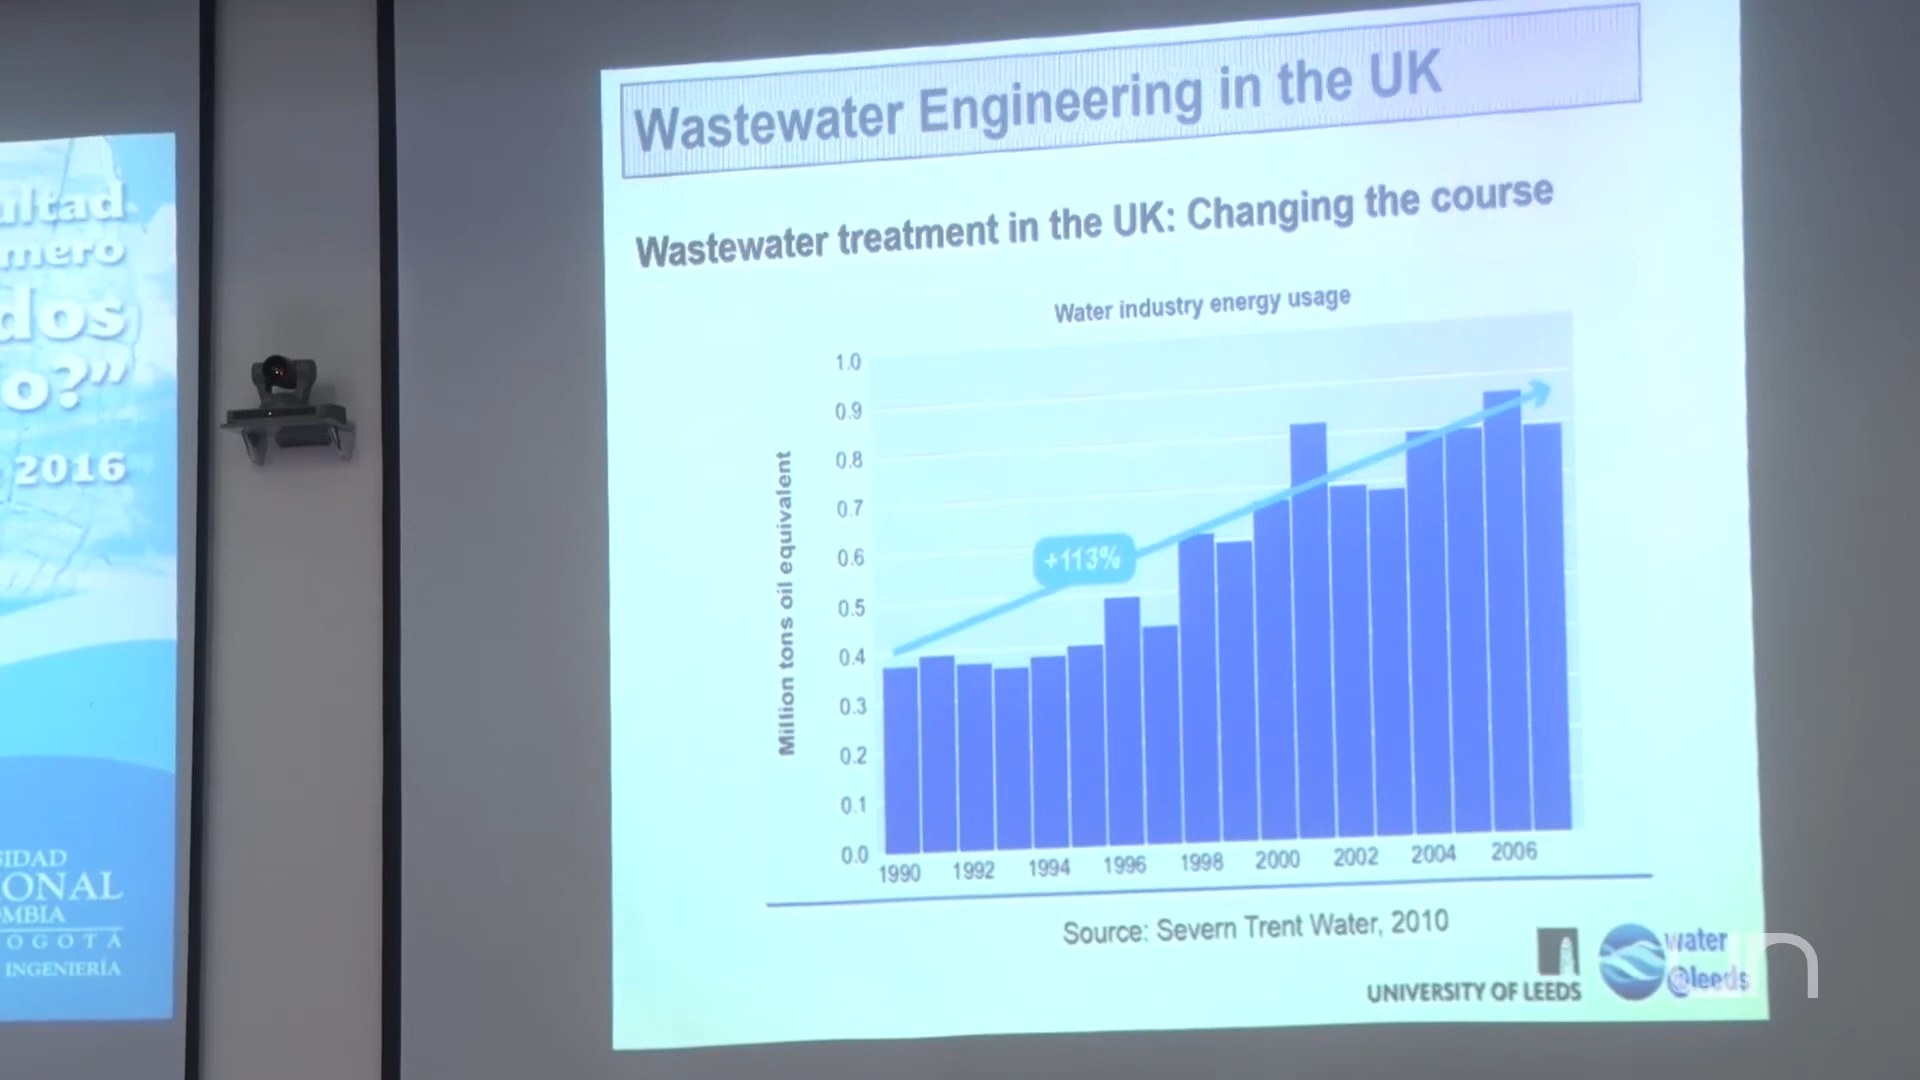 ultad
mero
dos
o?”
2016
IDAD
ONAL
MBIA
OGOTÁ
INGENIERÍA
Wastewater Engineering in the UK
Wastewater treatment in the UK: Changing the course
Water industry energy usage
Million tons oil equivalent
1.0
0.9
0.8
0.7
0.6
0.5
0.4
0.3
0.2
0.1
0.0
+113%
1990 1992 1994 1996 1998 2000 2002 2004 2006
Source: Severn Trent Water, 2010
UNIVERSITY OF LEEDS
water
@leeds
un